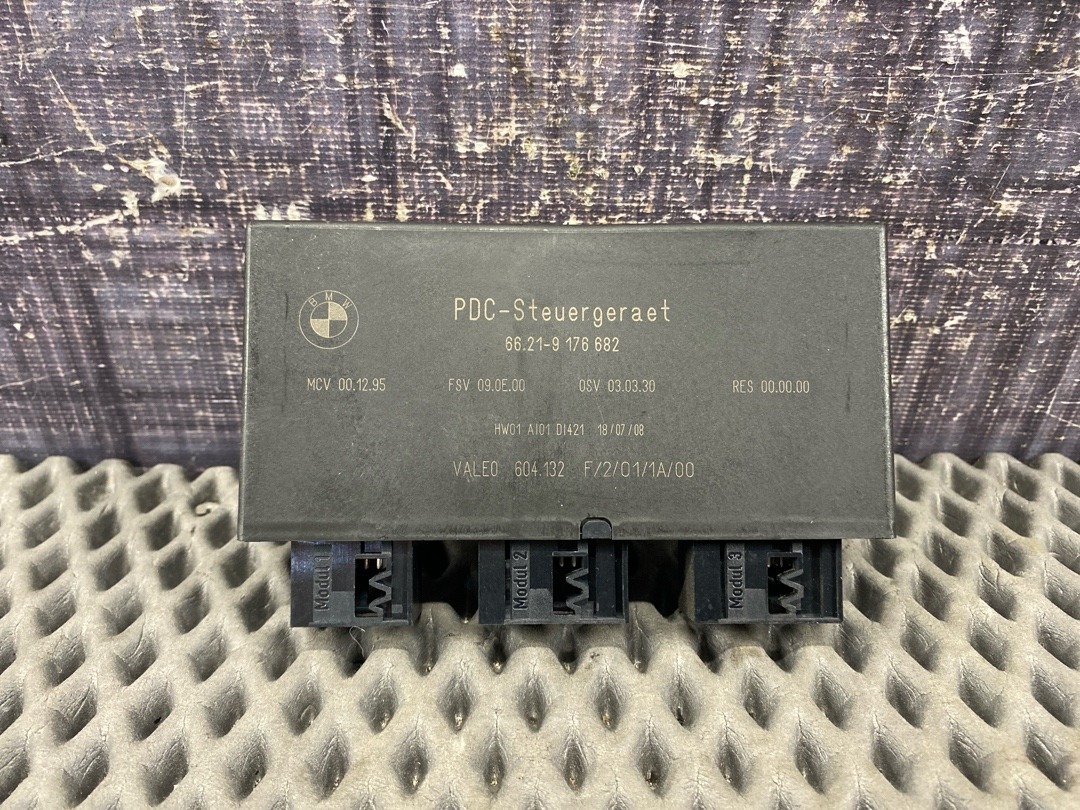 BMW
PDC-Steuergeraet
66.21-9 176 682
MCV 00.12.95 FSV 09.0E.00 OSV 03.03.30 RES 00.00.00
HW01 AI01 DI421 18/07/08
VALEO 604.132 F/2/01/1A/00
Modul 1 Modul 2 Modul 3